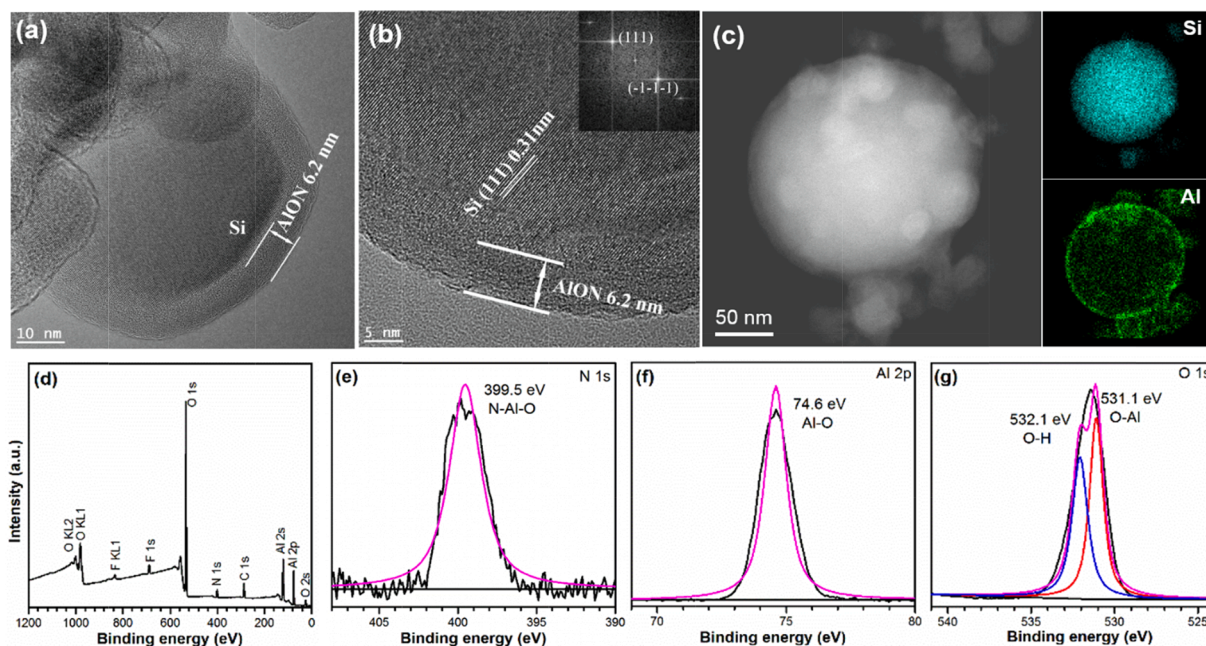 (a)
Si
AlON 6.2 nm
10 nm
(b)
(111)
(-1-1-1)
Si (111) 0.31nm
AlON 6.2 nm
5 nm
(c)
50 nm
Si
Al
(d)
O KL2
O KL1
F KL1
F 1s
O 1s
N 1s
C 1s
Al 2s
Al 2p
O 2s
Intensity (a.u.)
1200 1000 800 600 400 200 0
Binding energy (eV)
(e)
N 1s
399.5 eV
N-Al-O
405 400 395 390
Binding energy (eV)
(f)
Al 2p
74.6 eV
Al-O
70 75 80
Binding energy (eV)
(g)
O 1s
532.1 eV
O-H
531.1 eV
O-Al
540 535 530 525
Binding energy (eV)